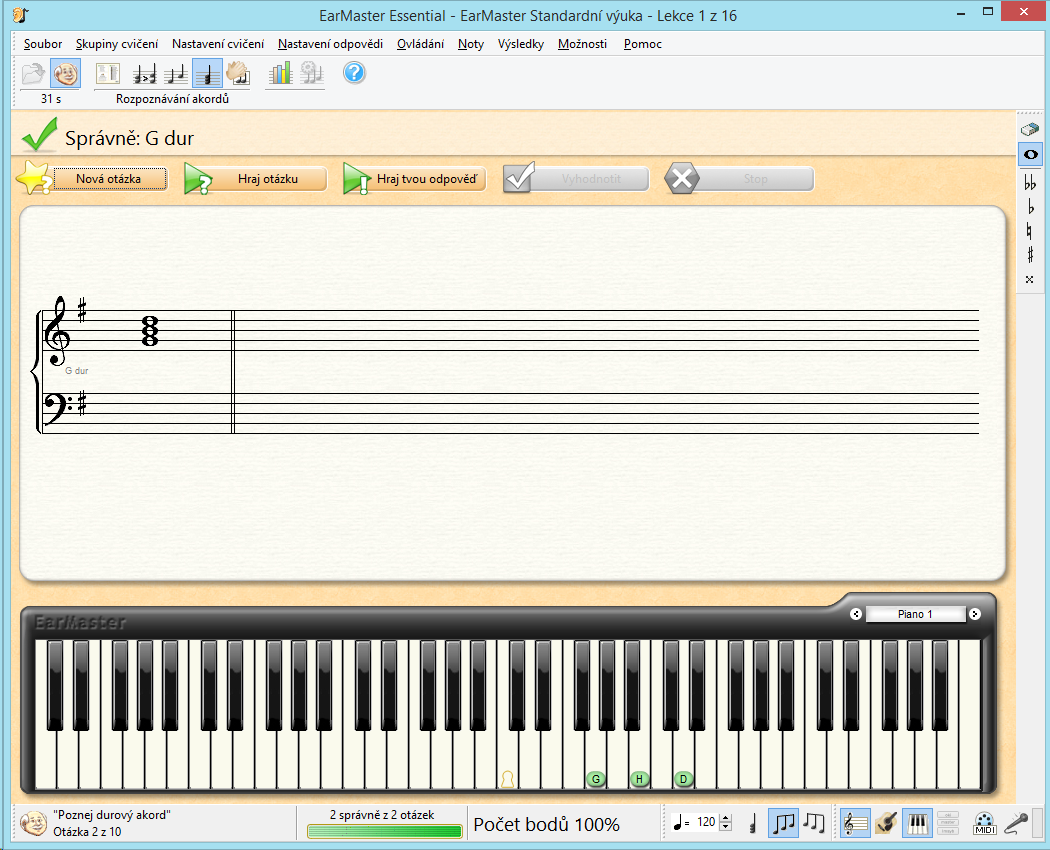 EarMaster Essential - EarMaster Standardní výuka - Lekce 1 z 16
Soubor Skupiny cvičení Nastavení cvičení Nastavení odpovědi Ovládání Noty Výsledky Možnosti Pomoc
31 s Rozpoznávání akordů
Správně: G dur
Nová otázka Hraj otázku Hraj tvou odpověď Vyhodnotit Stop
G dur
EarMaster
Piano 1
G H D
"Poznej durový akord"
Otázka 2 z 10
2 správně z 2 otázek
Počet bodů 100%
= 120
MIDI